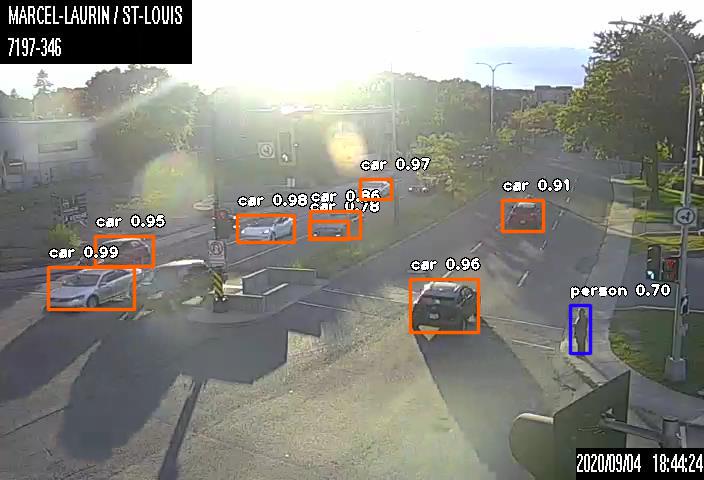 MARCEL-LAURIN / ST-LOUIS
7197-346
car 0.97
car 0.91
car 0.98
car 0.86
car 0.78
car 0.95
car 0.99
car 0.96
person 0.70
2020/09/04 18:44:24